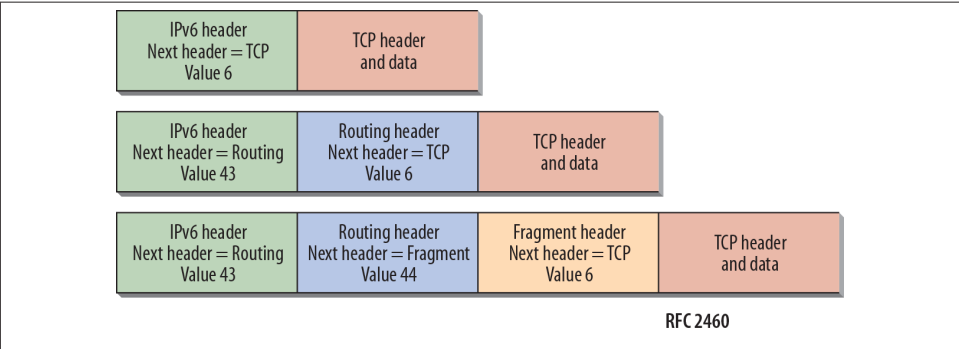 IPv6 header
Next header = TCP
Value 6
TCP header
and data
IPv6 header
Next header = Routing
Value 43
Routing header
Next header = TCP
Value 6
TCP header
and data
IPv6 header
Next header = Routing
Value 43
Routing header
Next header = Fragment
Value 44
Fragment header
Next header = TCP
Value 6
TCP header
and data
RFC 2460